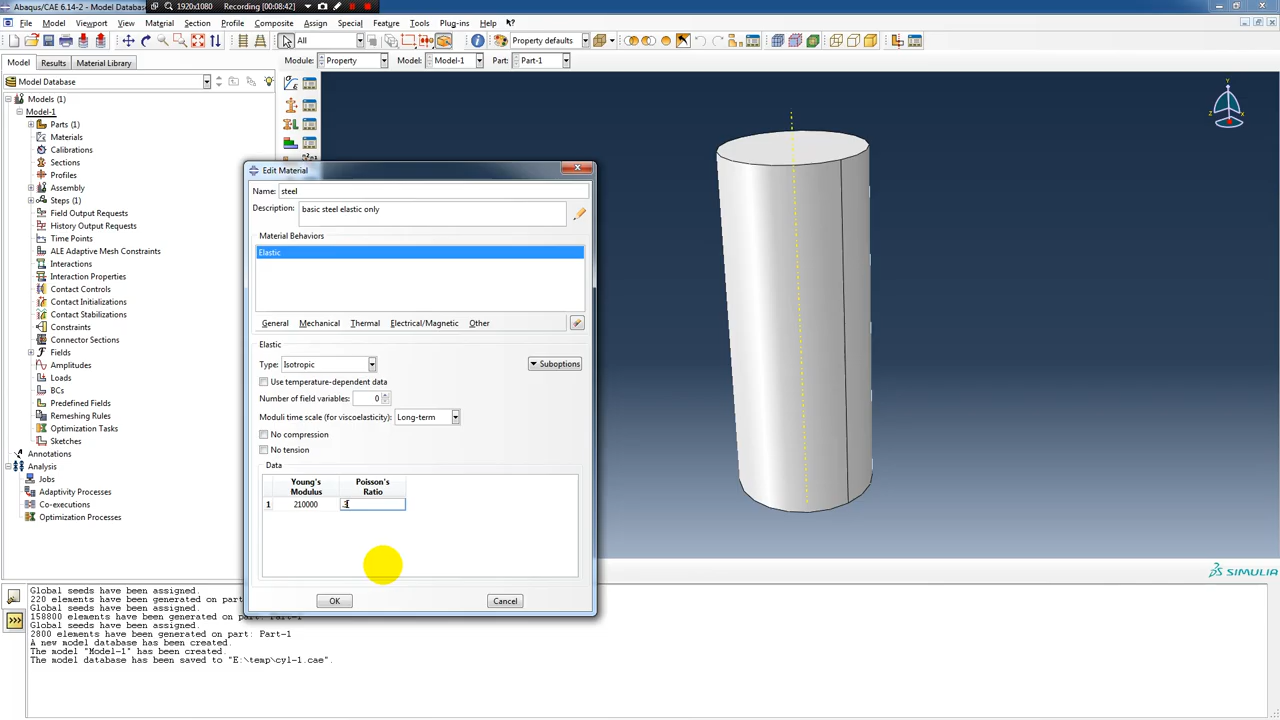 Abaqus/CAE 6.14-2 - Model Databas
1920x1080
Recording [00:08:42]
File Model Viewport View Material Section Profile Composite Assign Special Feature Tools Plug-ins Help
All
Property defaults
Model Results Material Library
Module: Property Model: Model-1 Part: Part-1
Model Database
Models (1)
Model-1
Parts (1)
Materials
Calibrations
Sections
Profiles
Assembly
Steps (1)
Field Output Requests
History Output Requests
Time Points
ALE Adaptive Mesh Constraints
Interactions
Interaction Properties
Contact Controls
Contact Initializations
Contact Stabilizations
Constraints
Connector Sections
Fields
Amplitudes
Loads
BCs
Predefined Fields
Remeshing Rules
Optimization Tasks
Sketches
Annotations
Analysis
Jobs
Adaptivity Processes
Co-executions
Optimization Processes
Edit Material
Name: steel
Description: basic steel elastic only
Material Behaviors
Elastic
General Mechanical Thermal Electrical/Magnetic Other
Elastic
Type: Isotropic
Suboptions
Use temperature-dependent data
Number of field variables: 0
Moduli time scale (for viscoelasticity): Long-term
No compression
No tension
Data
Young's Modulus
Poisson's Ratio
1 210000 .3
OK Cancel
Y
Z X
SIMULIA
Global seeds have been assigned.
220 elements have been generated on part
Global seeds have been assigned.
158800 elements have been generated on
Global seeds have been assigned.
2800 elements have been generated on part: Part-1
A new model database has been created.
The model "Model-1" has been created.
The model database has been saved to "E:\temp\cyl-1.cae".